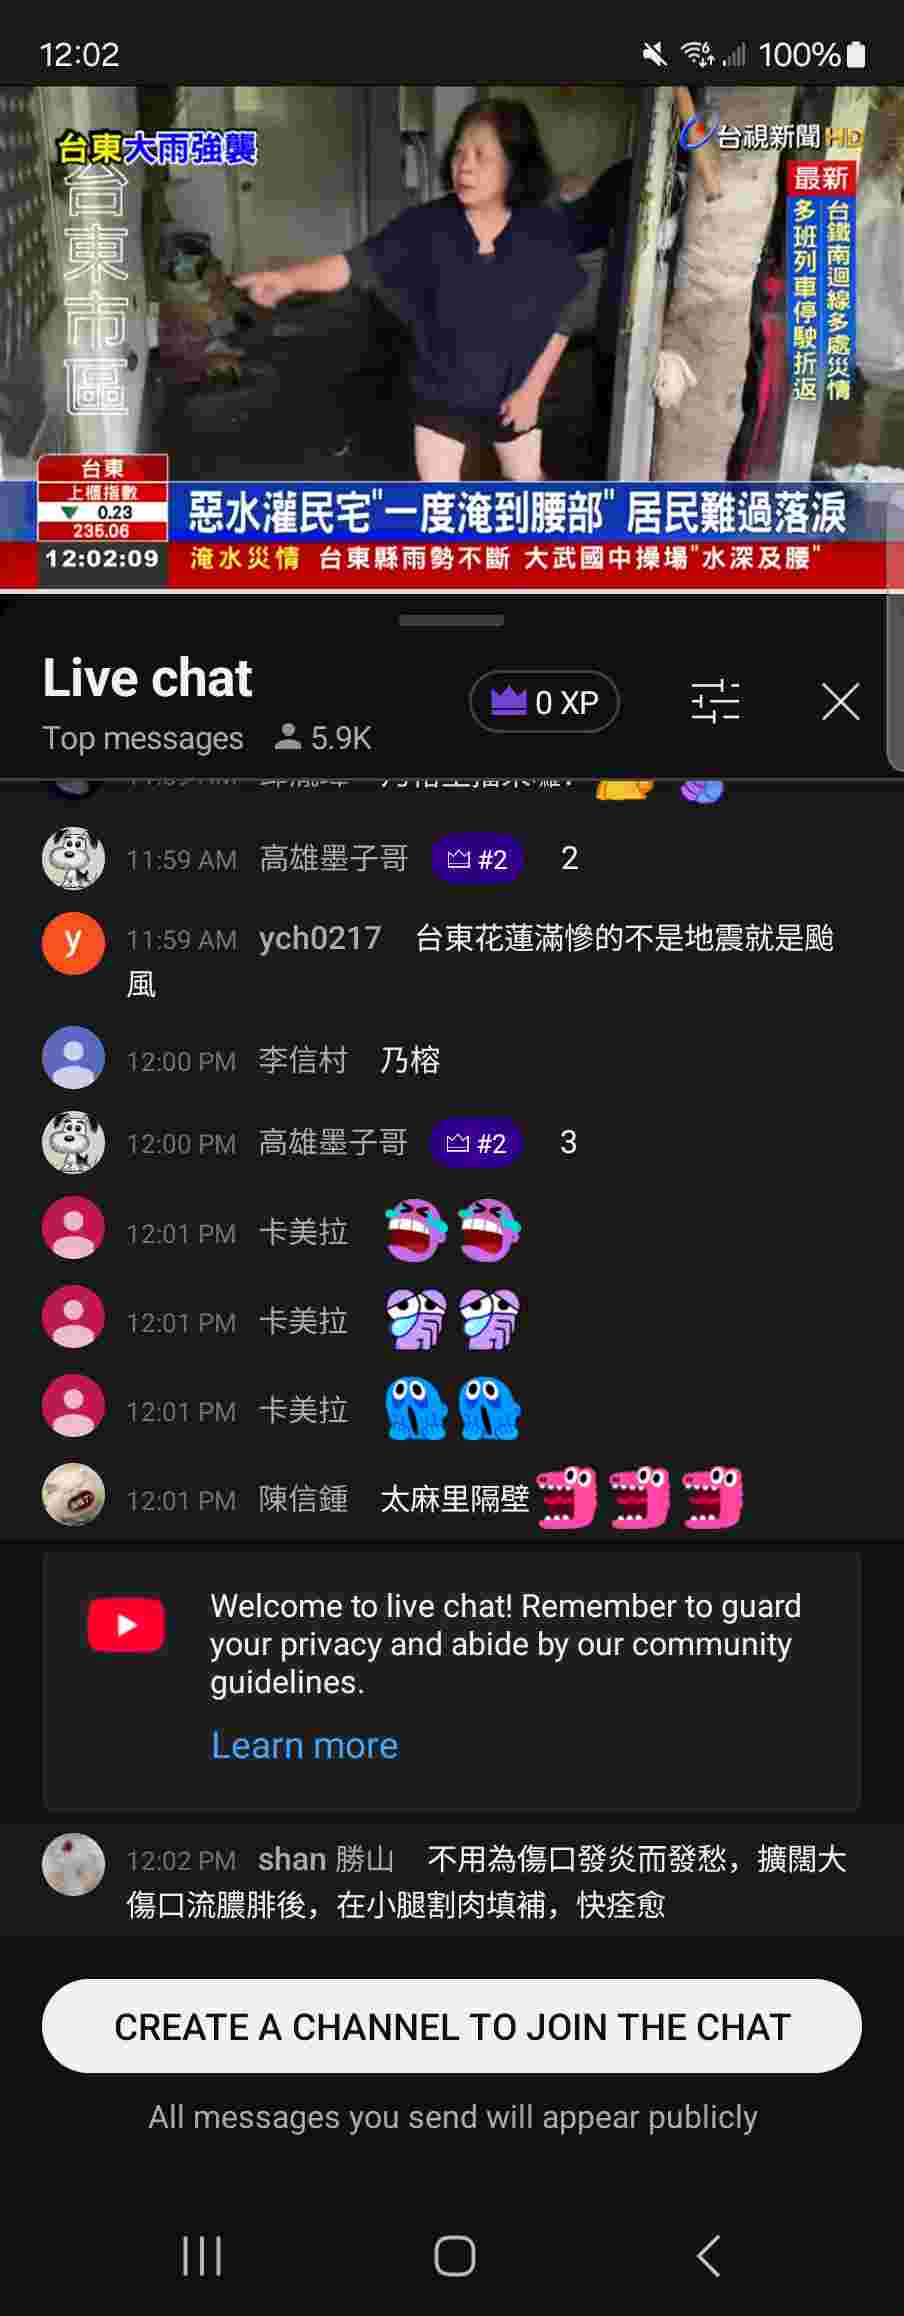 12:02
6
100%
台東大雨強襲
台視新聞HD
台東市區
最新
台鐵南迴線多處災情
多班列車停駛折返
台東
上櫃指數
▼ 0.23
235.06
惡水灌民宅"一度淹到腰部" 居民難過落淚
12:02:09
淹水災情 台東縣雨勢不斷 大武國中操場"水深及腰"
Live chat
0 XP
Top messages 5.9K
11:59 AM 高雄墨子哥 #2 2
y
11:59 AM ych0217 台東花蓮滿慘的不是地震就是颱
風
12:00 PM 李信村 乃榕
12:00 PM 高雄墨子哥 #2 3
12:01 PM 卡美拉
12:01 PM 卡美拉
12:01 PM 卡美拉
12:01 PM 陳信鍾 太麻里隔壁
Welcome to live chat! Remember to guard
your privacy and abide by our community
guidelines.
Learn more
12:02 PM shan 勝山 不用為傷口發炎而發愁，擴闊大
傷口流膿腓後，在小腿割肉填補，快痊愈
CREATE A CHANNEL TO JOIN THE CHAT
All messages you send will appear publicly